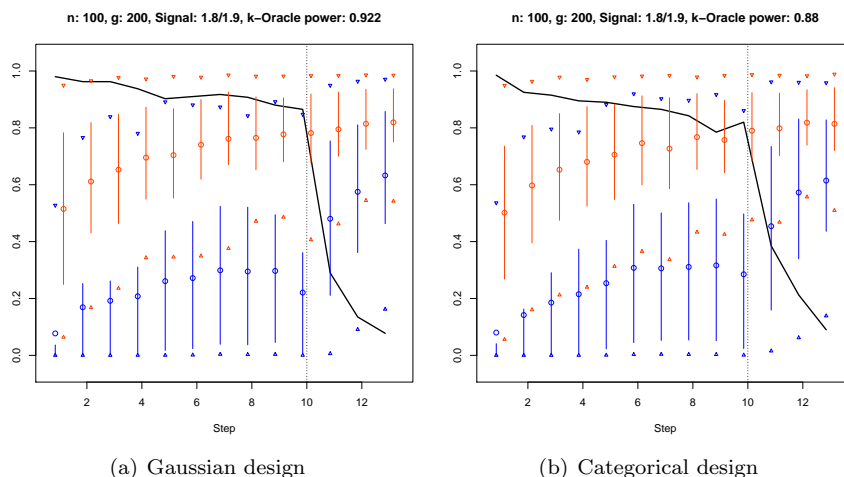 n: 100, g: 200, Signal: 1.8/1.9, k−Oracle power: 0.922
1.0
0.8
0.6
0.4
0.2
0.0
2 4 6 8 10 12
Step
(a) Gaussian design
n: 100, g: 200, Signal: 1.8/1.9, k−Oracle power: 0.88
1.0
0.8
0.6
0.4
0.2
0.0
2 4 6 8 10 12
Step
(b) Categorical design